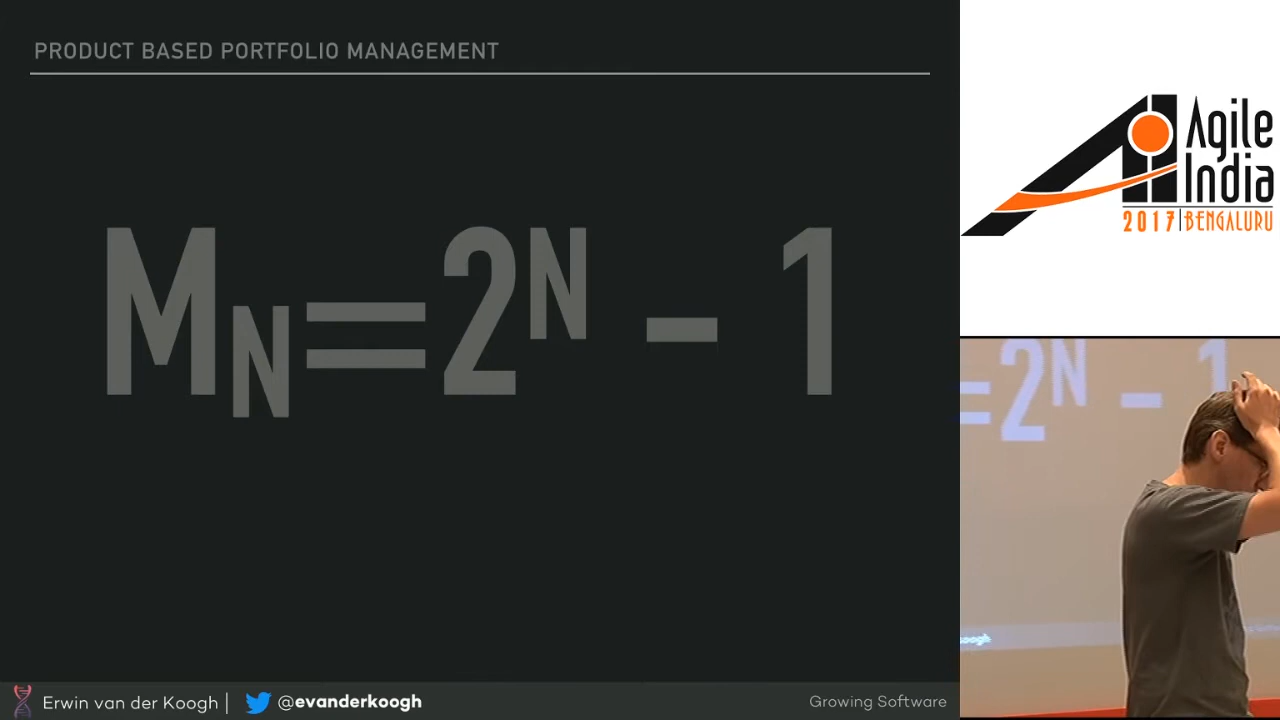 PRODUCT BASED PORTFOLIO MANAGEMENT
Mₙ=2ᴺ - 1
Erwin van der Koogh | @evanderkoogh
Growing Software
Agile
India
2017 | BENGALURU
=2ᴺ - 1
koogh